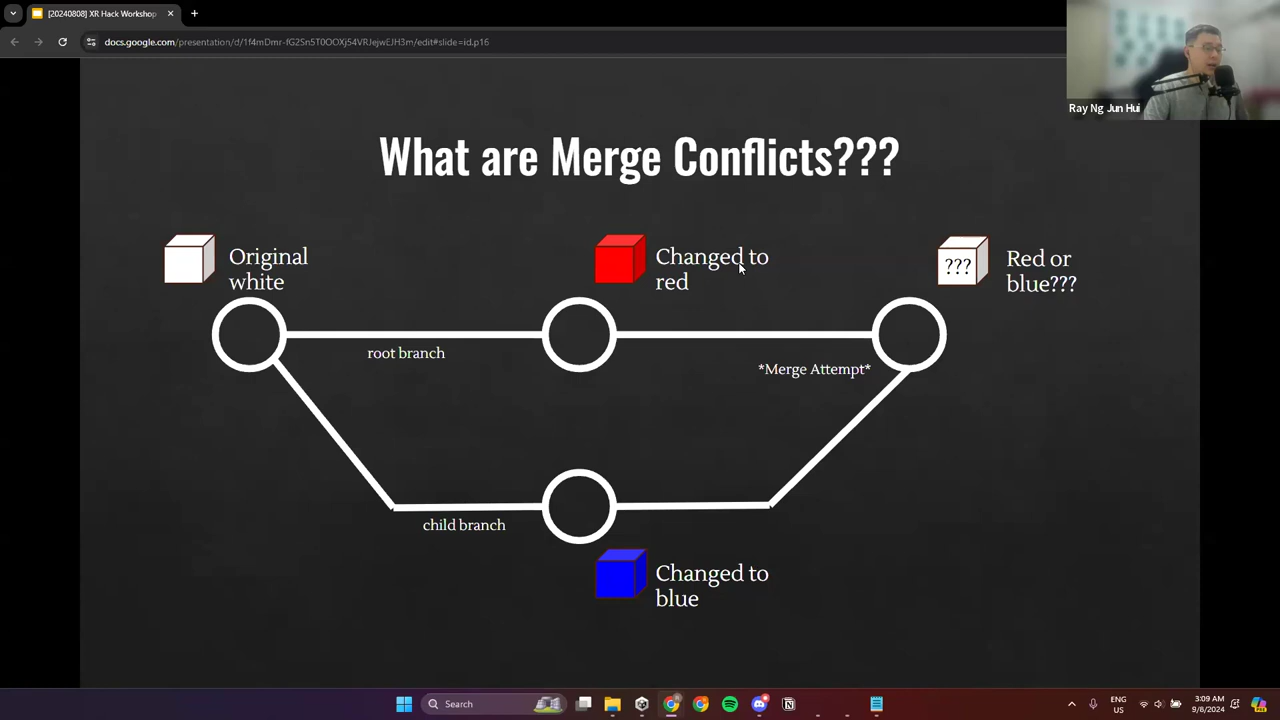 [20240808] XR Hack Workshop
docs.google.com/presentation/d/1f4mDmr-fG2Sn5T0OOXj54VRJejwEJH3m/edit#slide=id.p16
Ray Ng Jun Hui
What are Merge Conflicts???
Original
white
Changed to
red
???
Red or
blue???
root branch
*Merge Attempt*
child branch
Changed to
blue
Search
ENG
US
3:09 AM
9/8/2024